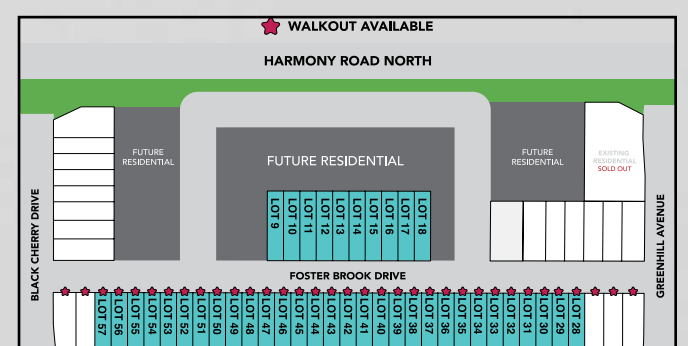 WALKOUT AVAILABLE
HARMONY ROAD NORTH
FUTURE
RESIDENTIAL
FUTURE RESIDENTIAL
FUTURE
RESIDENTIAL
EXISTING
RESIDENTIAL
SOLD OUT
BLACK CHERRY DRIVE
LOT 9
LOT 10
LOT 11
LOT 12
LOT 13
LOT 14
LOT 15
LOT 16
LOT 17
LOT 18
GREENHILL AVENUE
FOSTER BROOK DRIVE
LOT 57
LOT 56
LOT 55
LOT 54
LOT 53
LOT 52
LOT 51
LOT 50
LOT 49
LOT 48
LOT 47
LOT 46
LOT 45
LOT 44
LOT 43
LOT 42
LOT 41
LOT 40
LOT 39
LOT 38
LOT 37
LOT 36
LOT 35
LOT 34
LOT 33
LOT 32
LOT 31
LOT 30
LOT 29
LOT 28